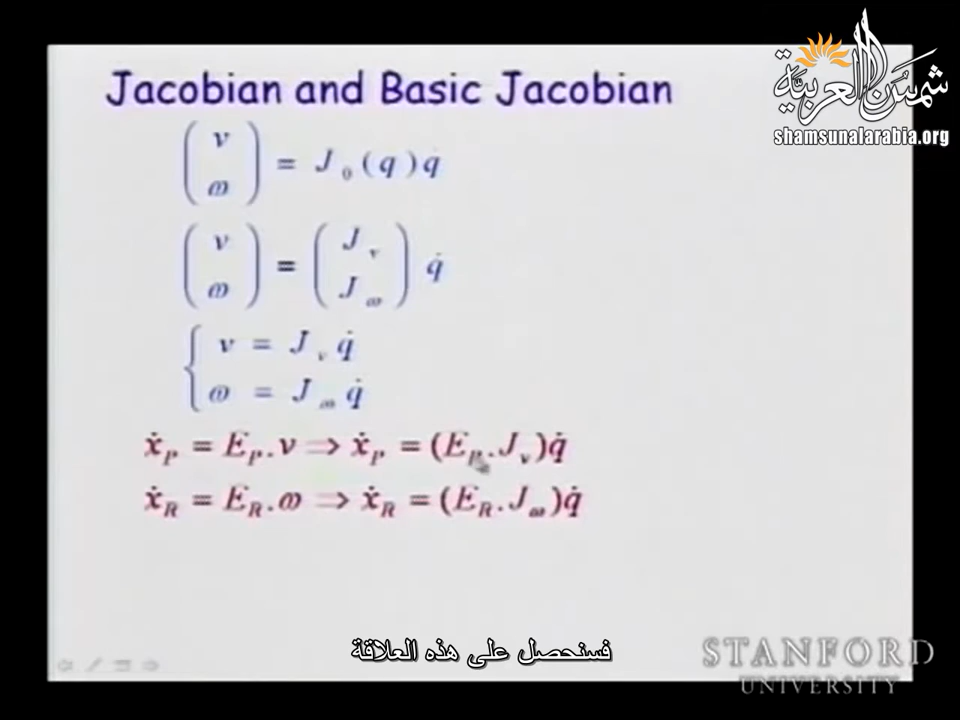 شمس العربية
shamsunalarabia.org
Jacobian and Basic Jacobian
( v ω ) = J₀(q)q̇
( v ω ) = ( J_v J_ω ) q̇
{ v = J_v q̇
ω = J_ω q̇
ẋ_P = E_P.v ⇒ ẋ_P = (E_P.J_v)q̇
ẋ_R = E_R.ω ⇒ ẋ_R = (E_R.J_ω)q̇
فسنحصل على هذه العلاقة
STANFORD
UNIVERSITY